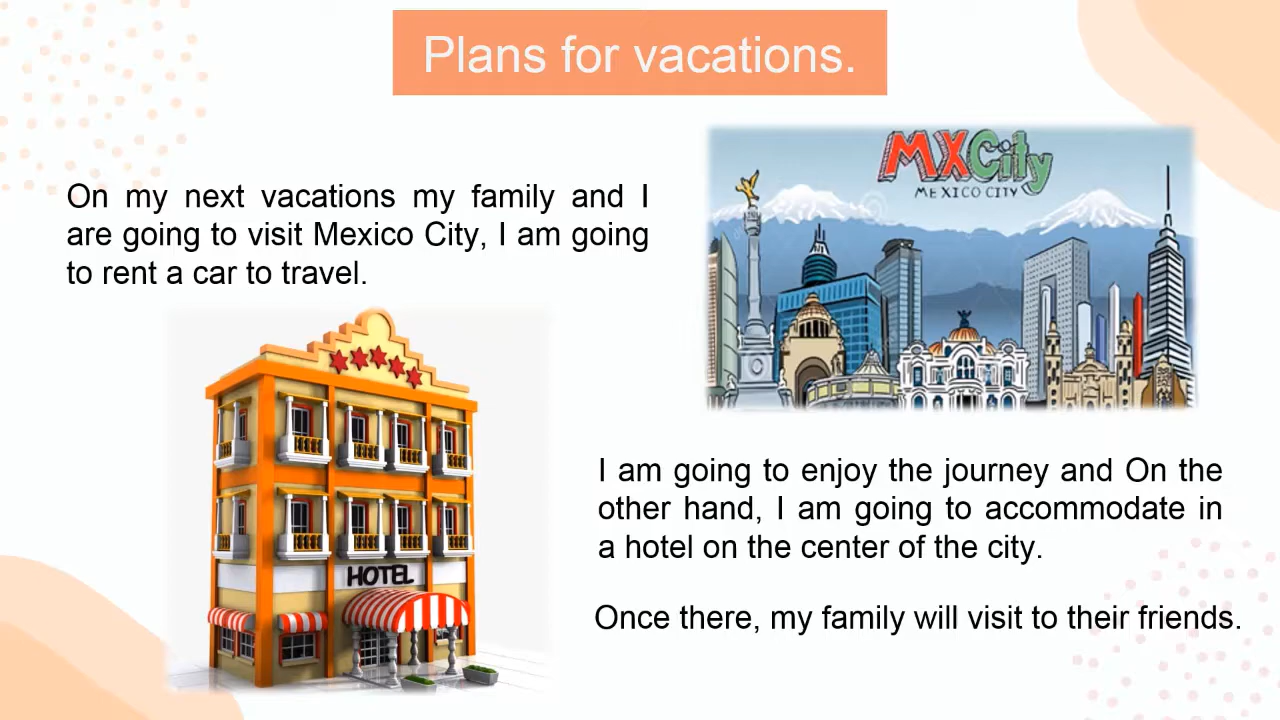 Plans for vacations.
On my next vacations my family and I
are going to visit Mexico City, I am going
to rent a car to travel.
MXCity
MEXICO CITY
HOTEL
I am going to enjoy the journey and On the
other hand, I am going to accommodate in
a hotel on the center of the city.
Once there, my family will visit to their friends.